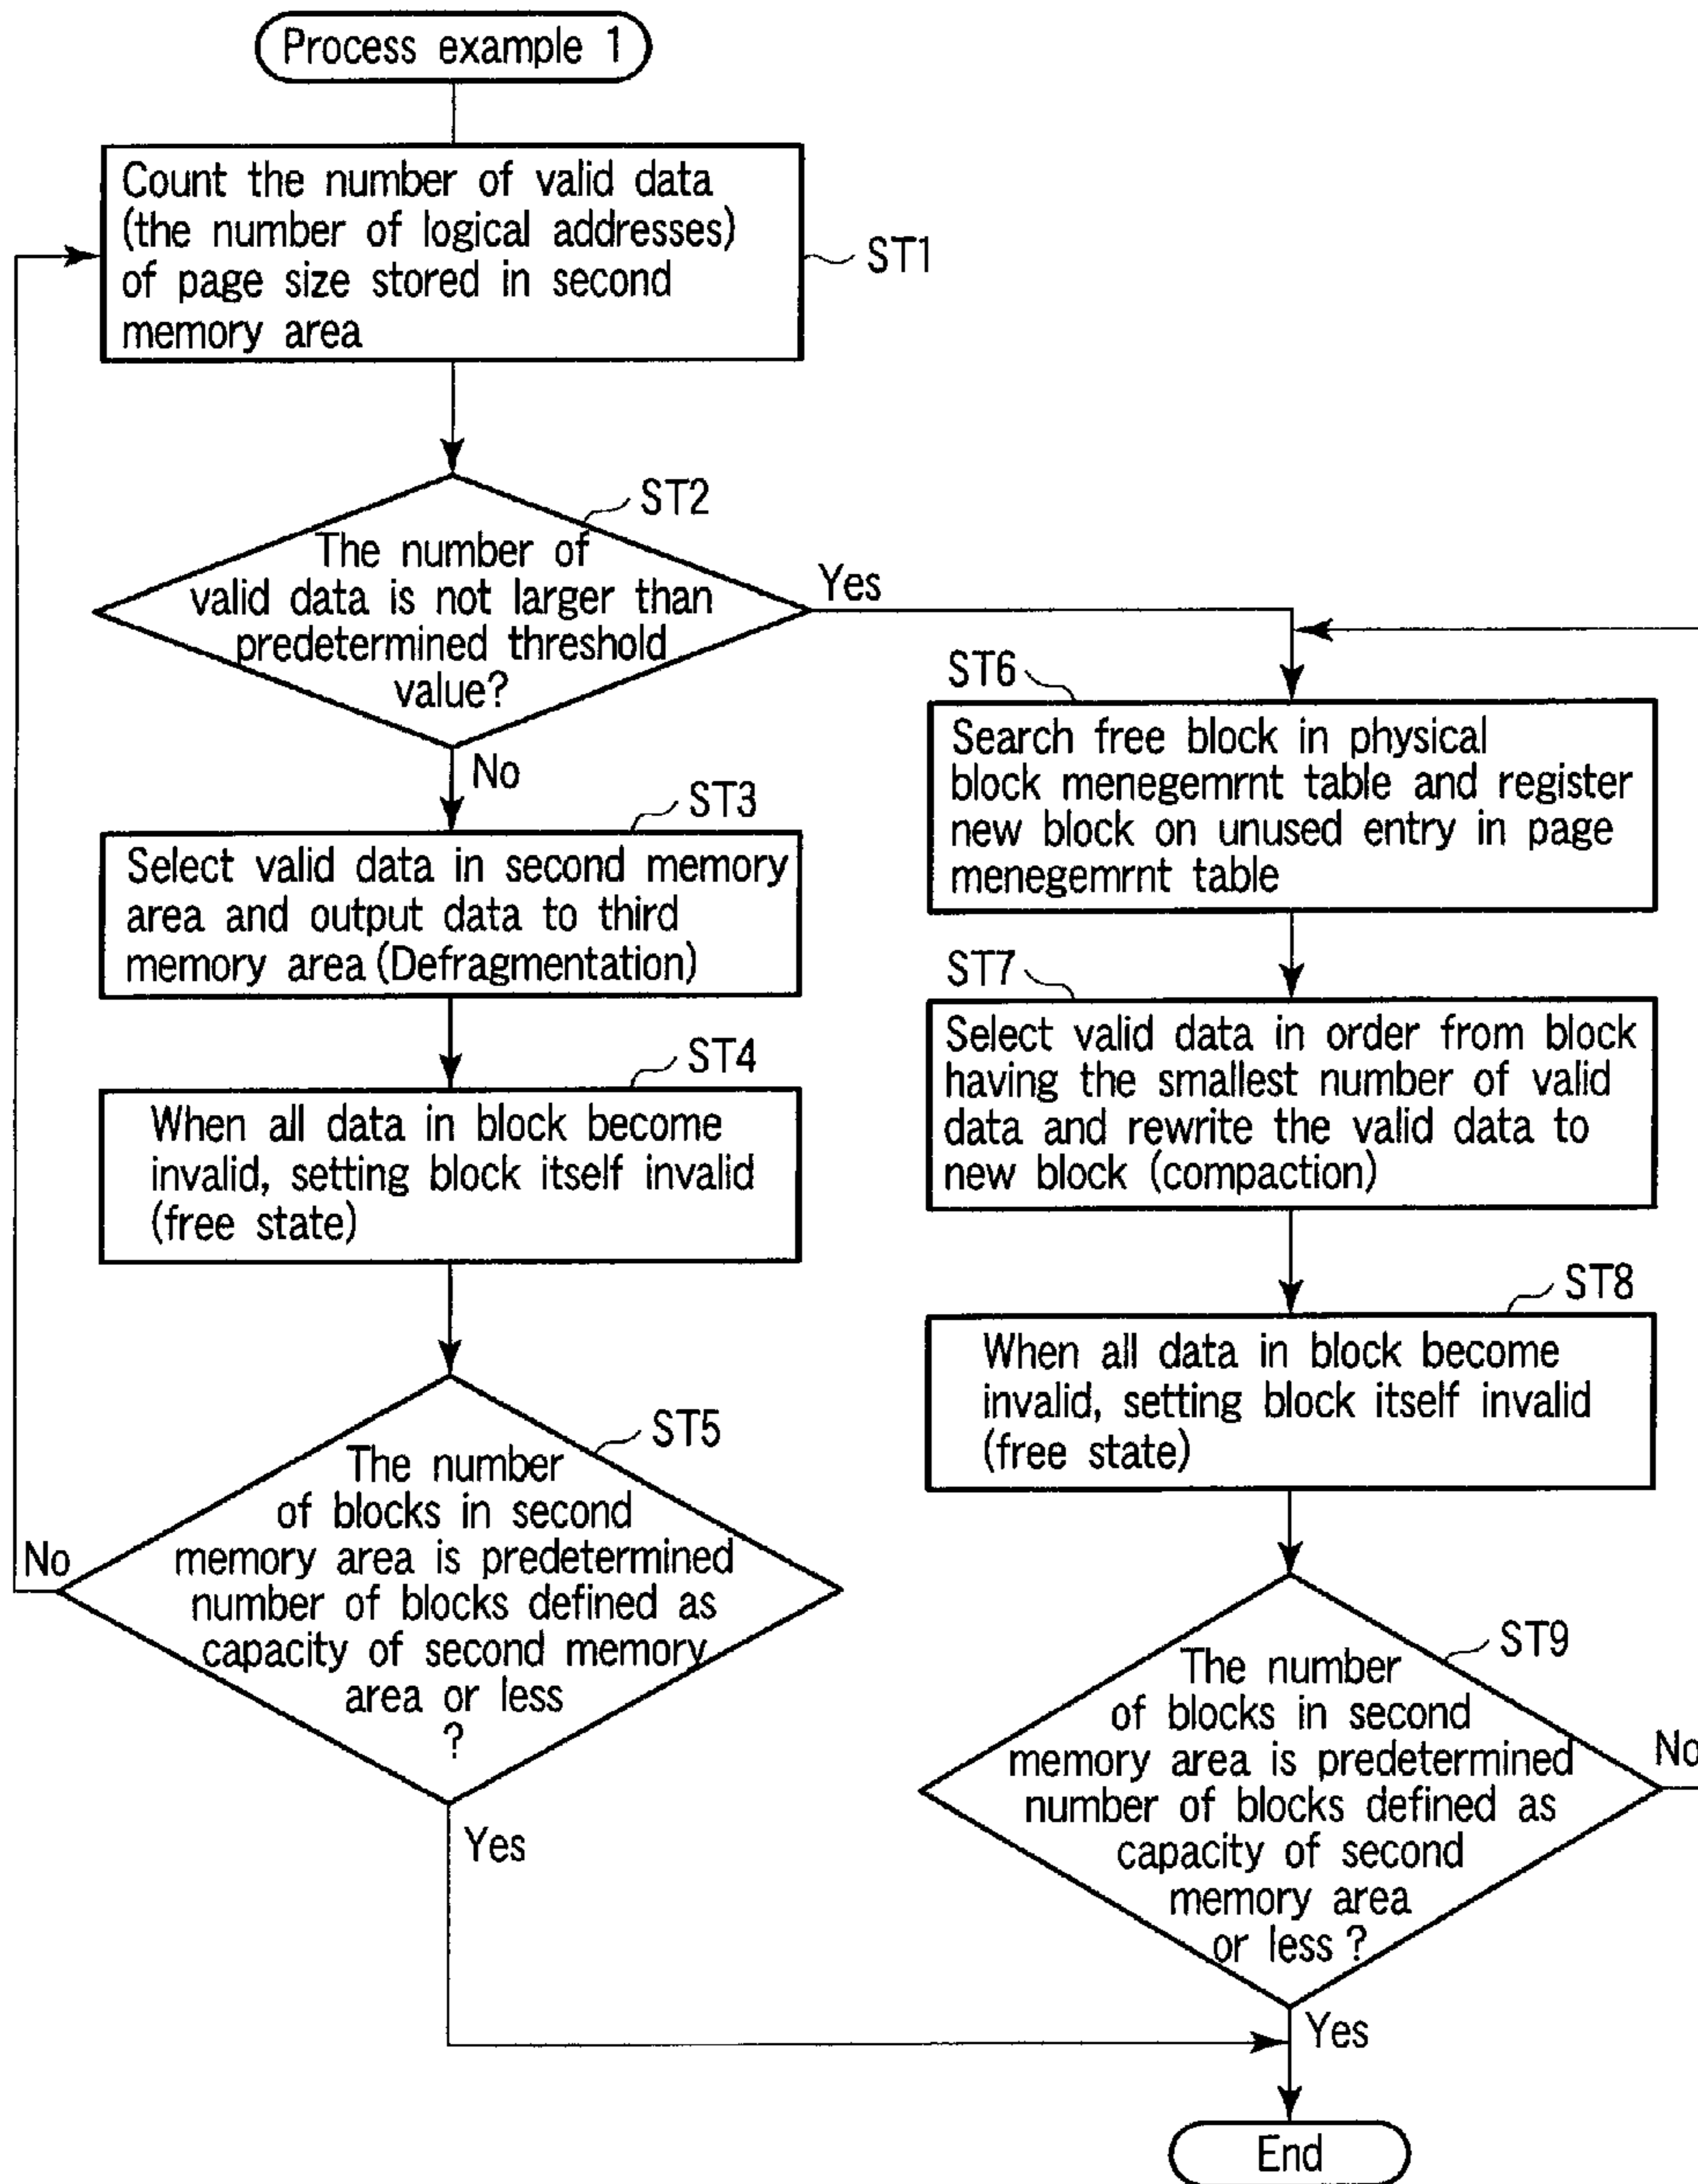 Process example 1
Count the number of valid data
(the number of logical addresses)
of page size stored in second
memory area
ST1
ST2
The number of
valid data is not larger than
predetermined threshold
value?
Yes
No
ST3
Select valid data in second memory
area and output data to third
memory area (Defragmentation)
ST4
When all data in block become
invalid, setting block itself invalid
(free state)
ST5
The number
of blocks in second
memory area is predetermined
number of blocks defined as
capacity of second memory
area or less
?
No
Yes
ST6
Search free block in physical
block menegemrnt table and register
new block on unused entry in page
menegemrnt table
ST7
Select valid data in order from block
having the smallest number of valid
data and rewrite the valid data to
new block (compaction)
ST8
When all data in block become
invalid, setting block itself invalid
(free state)
ST9
The number
of blocks in second
memory area is predetermined
number of blocks defined as
capacity of second
memory area
or less ?
No
Yes
End